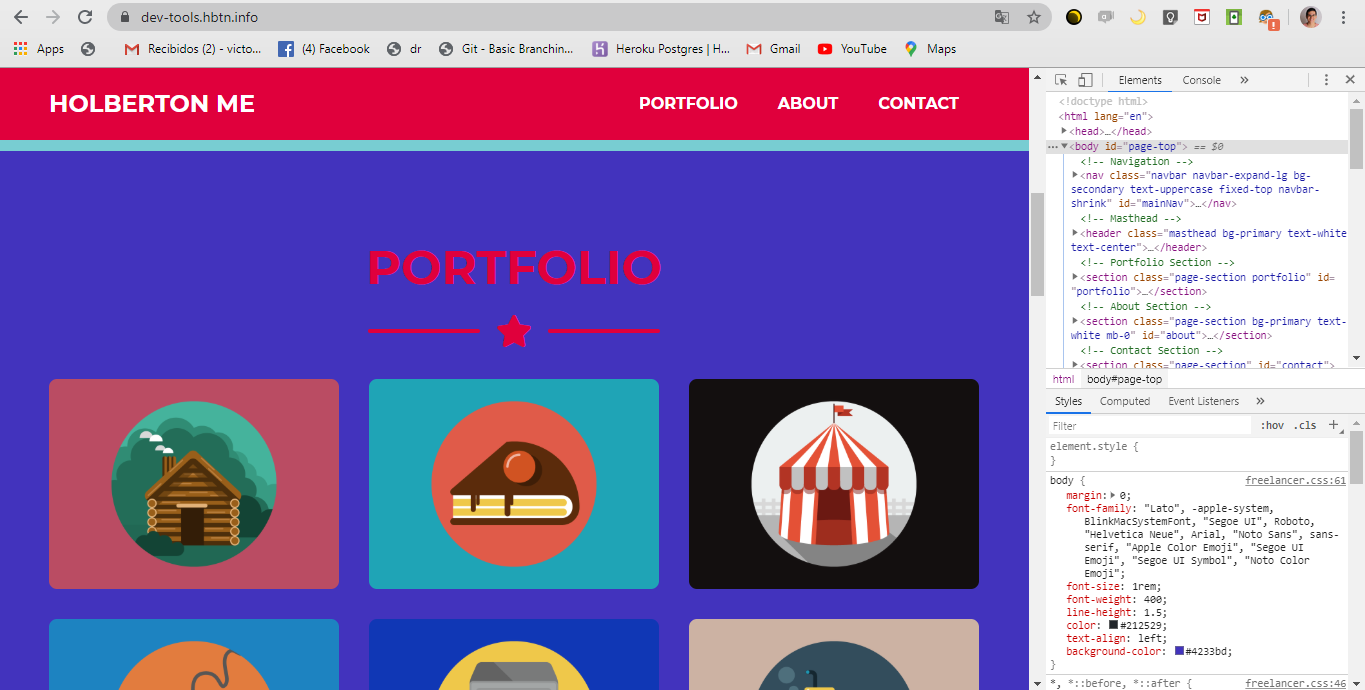 dev-tools.hbtn.info
Apps
Recibidos (2) - victo...
(4) Facebook
dr
Git - Basic Branchin...
Heroku Postgres | H...
Gmail
YouTube
Maps
HOLBERTON ME
PORTFOLIO ABOUT CONTACT
PORTFOLIO
Elements Console »
<!doctype html>
<html lang="en">
<head>…</head>
<body id="page-top"> == $0
<!-- Navigation -->
<nav class="navbar navbar-expand-lg bg-
secondary text-uppercase fixed-top navbar-
shrink" id="mainNav">…</nav>
<!-- Masthead -->
<header class="masthead bg-primary text-white
text-center">…</header>
<!-- Portfolio Section -->
<section class="page-section portfolio" id=
"portfolio">…</section>
<!-- About Section -->
<section class="page-section bg-primary text-
white mb-0" id="about">…</section>
<!-- Contact Section -->
<section class="page-section" id="contact">
html body#page-top
Styles Computed Event Listeners »
Filter :hov .cls +
element.style {
}
body { freelancer.css:61
margin: 0;
font-family: "Lato", -apple-system,
BlinkMacSystemFont, "Segoe UI", Roboto,
"Helvetica Neue", Arial, "Noto Sans", sans-
serif, "Apple Color Emoji", "Segoe UI
Emoji", "Segoe UI Symbol", "Noto Color
Emoji";
font-size: 1rem;
font-weight: 400;
line-height: 1.5;
color: #212529;
text-align: left;
background-color: #4233bd;
}
*, *::before, *::after { freelancer.css:46